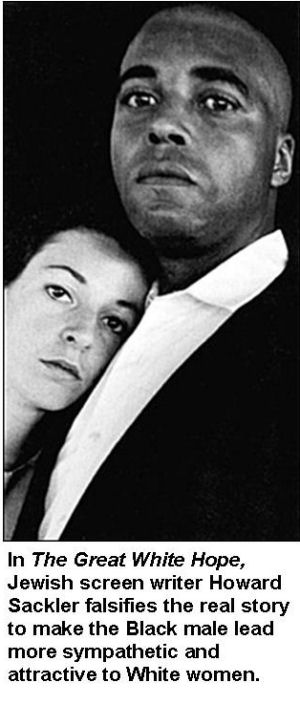 In The Great White Hope,
Jewish screen writer Howard
Sackler falsifies the real story
to make the Black male lead
more sympathetic and
attractive to White women.